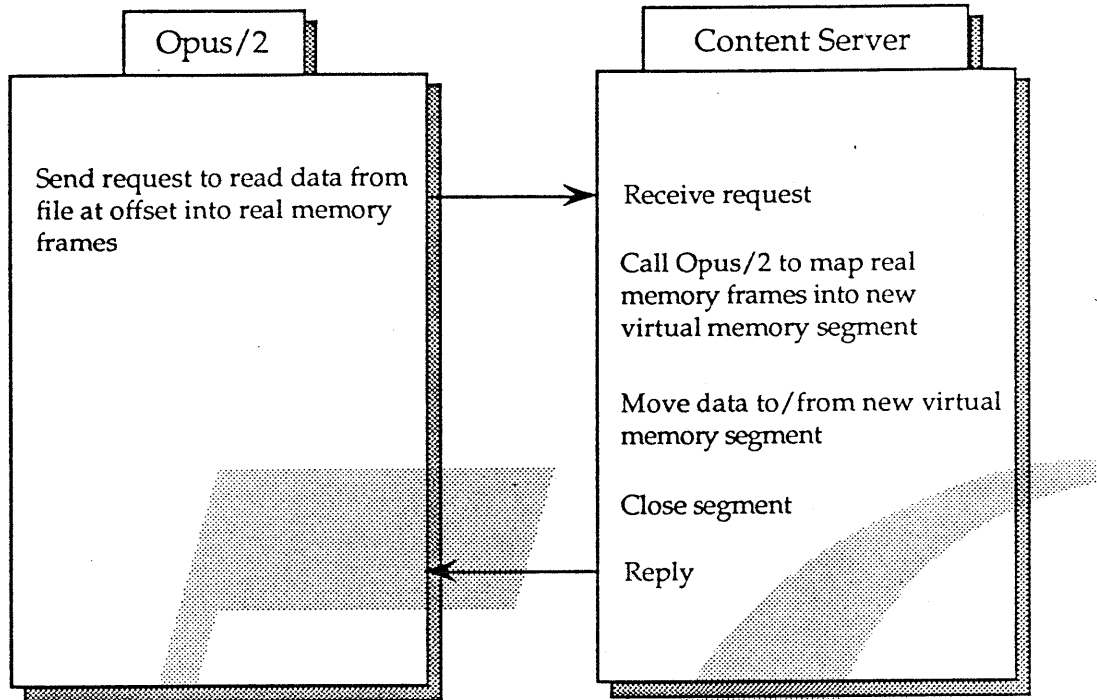 Opus/2
Content Server
Send request to read data from
file at offset into real memory
frames
Receive request
Call Opus/2 to map real
memory frames into new
virtual memory segment
Move data to/from new virtual
memory segment
Close segment
Reply